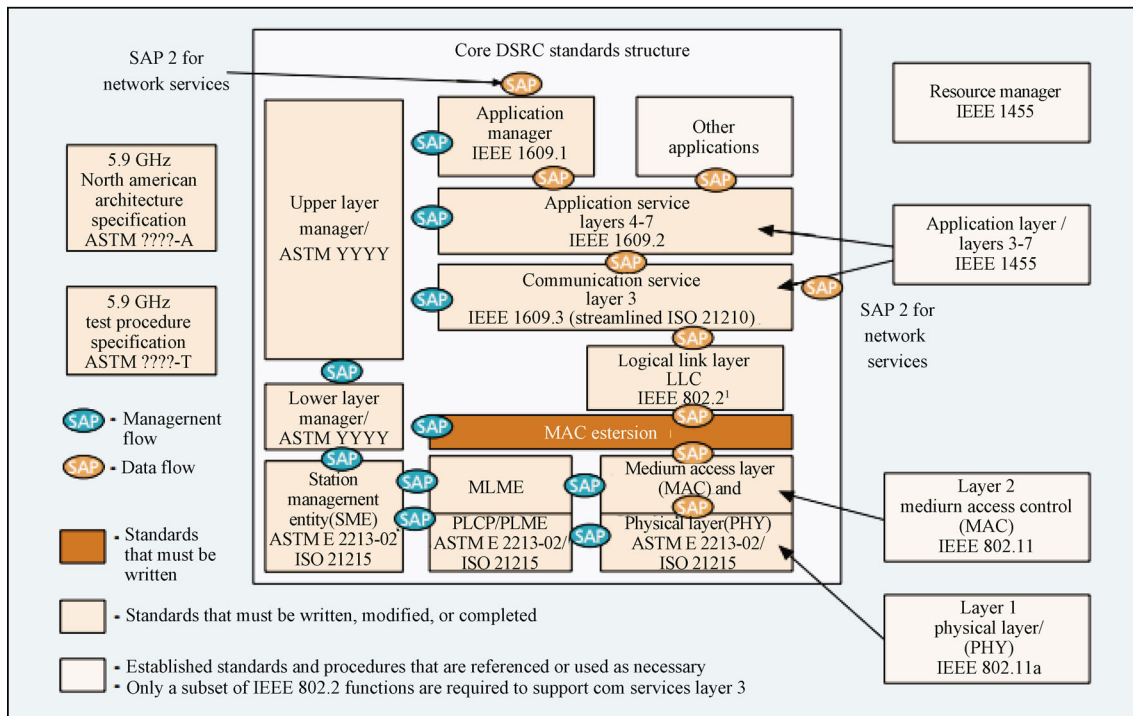 Core DSRC standards structure
SAP 2 for
network services
SAP
Application
manager
IEEE 1609.1
SAP
SAP
Other
applications
SAP
Resource manager
IEEE 1455
5.9 GHz
North american
architecture
specification
ASTM ????-A
Upper layer
manager/
ASTM YYYY
SAP
Application service
layers 4-7
IEEE 1609.2
SAP
Application layer /
layers 3-7
IEEE 1455
SAP
Communication service
layer 3
IEEE 1609.3 (streamlined ISO 21210)
SAP
SAP
SAP 2 for
network
services
5.9 GHz
test procedure
specification
ASTM ????-T
Logical link layer
LLC
IEEE 802.2¹
SAP
SAP
Lower layer
manager/
ASTM YYYY
SAP
SAP
MAC estersion
SAP
SAP - Management
flow
SAP - Data flow
Station
management
entity(SME)
ASTM E 2213-02
ISO 21215
SAP
SAP
MLME
PLCP/PLME
ASTM E 2213-02/
ISO 21215
SAP
SAP
Mediurn access layer
(MAC) and
SAP
Physical layer(PHY)
ASTM E 2213-02/
ISO 21215
Layer 2
mediurn access control
(MAC)
IEEE 802.11
Layer 1
physical layer/
(PHY)
IEEE 802.11a
- Standards
that must be
written
- Standards that must be written, modified, or completed
- Established standards and procedures that are referenced or used as necessary
- Only a subset of IEEE 802.2 functions are required to support com services layer 3